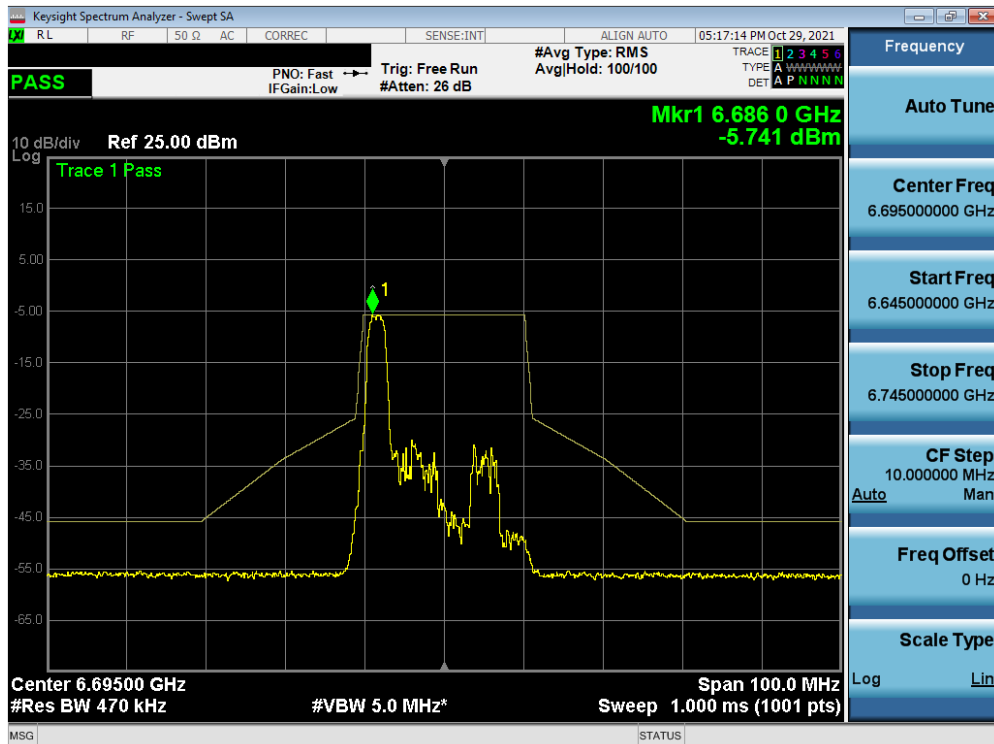 Keysight Spectrum Analyzer - Swept SA
LXI RL RF 50 Ω AC CORREC SENSE:INT ALIGN AUTO 05:17:14 PM Oct 29, 2021
PASS
PNO: Fast
IFGain:Low
Trig: Free Run
#Atten: 26 dB
#Avg Type: RMS
Avg|Hold: 100/100
TRACE 1 2 3 4 5 6
TYPE A WWWWW
DET A P N N N N
Mkr1 6.686 0 GHz
-5.741 dBm
10 dB/div Ref 25.00 dBm
Log
Trace 1 Pass
15.0
5.00
1
-5.00
-15.0
-25.0
-35.0
-45.0
-55.0
-65.0
Center 6.69500 GHz Span 100.0 MHz
#Res BW 470 kHz #VBW 5.0 MHz* Sweep 1.000 ms (1001 pts)
MSG STATUS
Frequency
Auto Tune
Center Freq
6.695000000 GHz
Start Freq
6.645000000 GHz
Stop Freq
6.745000000 GHz
CF Step
10.000000 MHz
Auto Man
Freq Offset
0 Hz
Scale Type
Log Lin